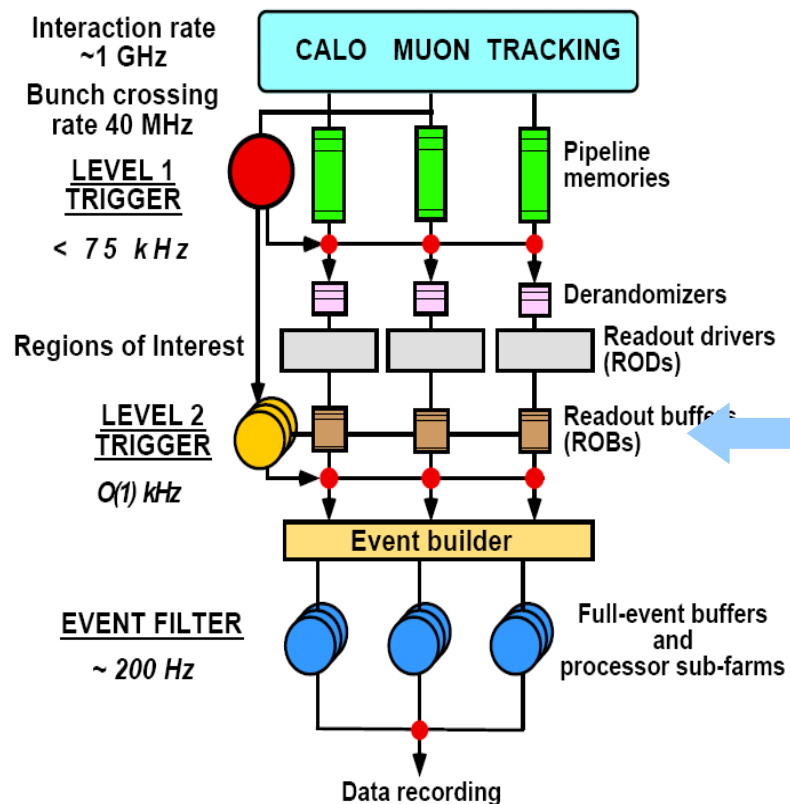 Interaction rate
~1 GHz
CALO MUON TRACKING
Bunch crossing
rate 40 MHz
LEVEL 1
TRIGGER
Pipeline
memories
< 75 kHz
Derandomizers
Regions of Interest
Readout drivers
(RODs)
LEVEL 2
TRIGGER
Readout buffers
(ROBs)
O(1) kHz
Event builder
EVENT FILTER
~ 200 Hz
Full-event buffers
and
processor sub-farms
Data recording